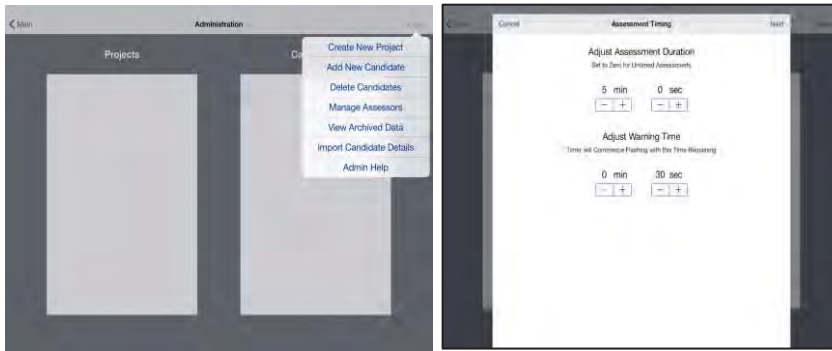 Main
Administration
Projects
Create New Project
Add New Candidate
Delete Candidates
Manage Assessors
View Archived Data
Import Candidate Details
Admin Help
Cancel
Assessment Timing
Next
Adjust Assessment Duration
Set to Zero for Untimed Assessments
5 min 0 sec
- + - +
Adjust Warning Time
Timer will Commence Flashing with this Time Remaining
0 min 30 sec
- + - +